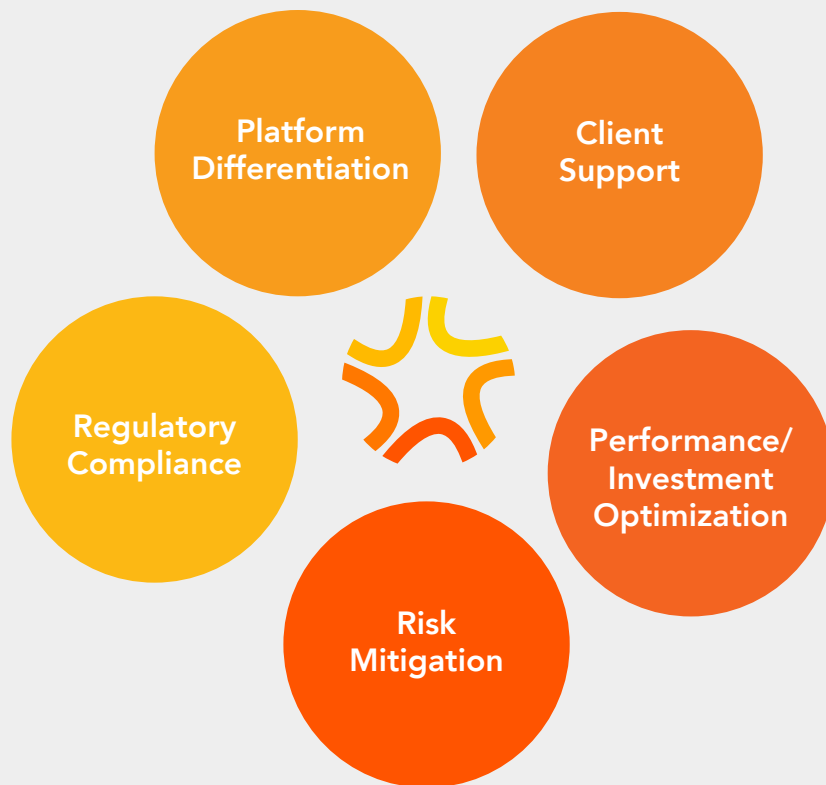 Platform
Differentiation
Client
Support
Regulatory
Compliance
Performance/
Investment
Optimization
Risk
Mitigation